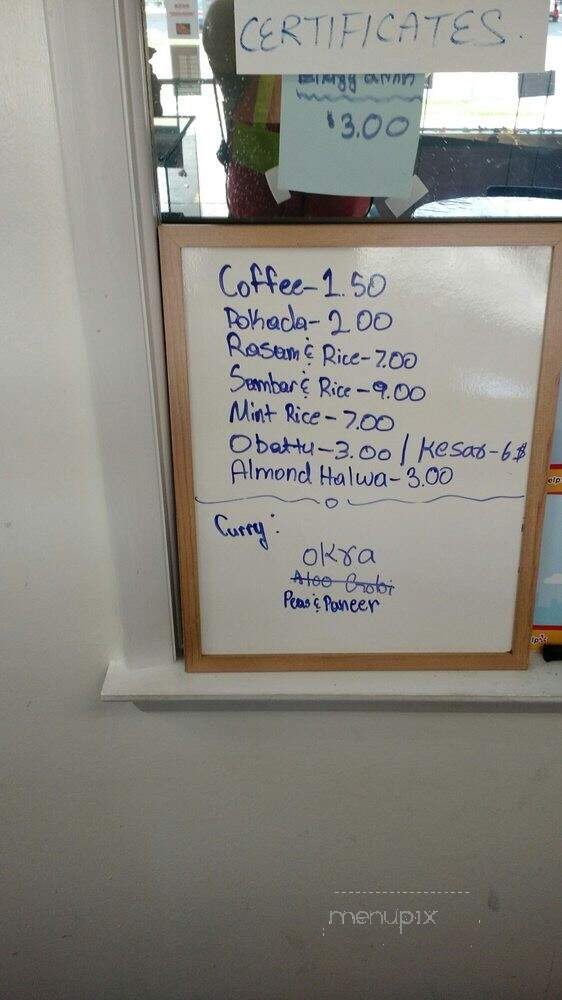 CERTIFICATES.
$3.00
Coffee-1.50
Pokada-2.00
Rasam & Rice-7.00
Sambar & Rice-9.00
Mint Rice-7.00
Obattu-3.00 / Kesar-6$
Almond Halwa-3.00
Curry:
okra
Aloo Gobi
Peas & Paneer
menupix